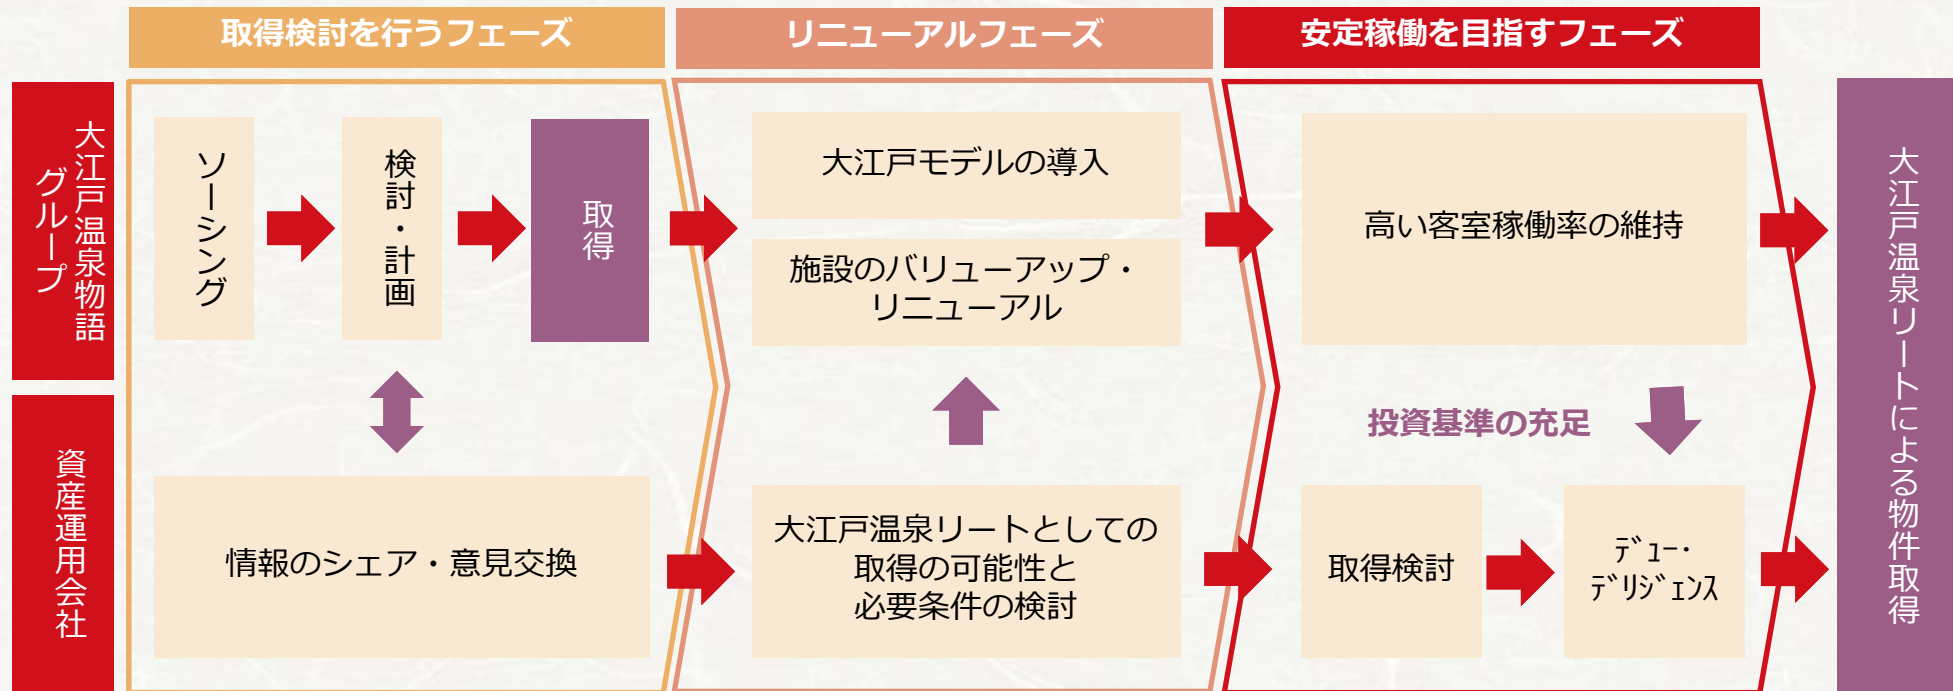 取得検討を行うフェーズ
リニューアルフェーズ
安定稼働を目指すフェーズ
大江戸温泉物語
グループ
ソーシング
検討・計画
取得
大江戸モデルの導入
施設のバリューアップ・
リニューアル
高い客室稼働率の維持
投資基準の充足
資産運用会社
情報のシェア・意見交換
大江戸温泉リートとしての
取得の可能性と
必要条件の検討
取得検討
ﾃﾞｭｰ・
ﾃﾞﾘｼﾞｪﾝｽ
大江戸温泉リートによる物件取得